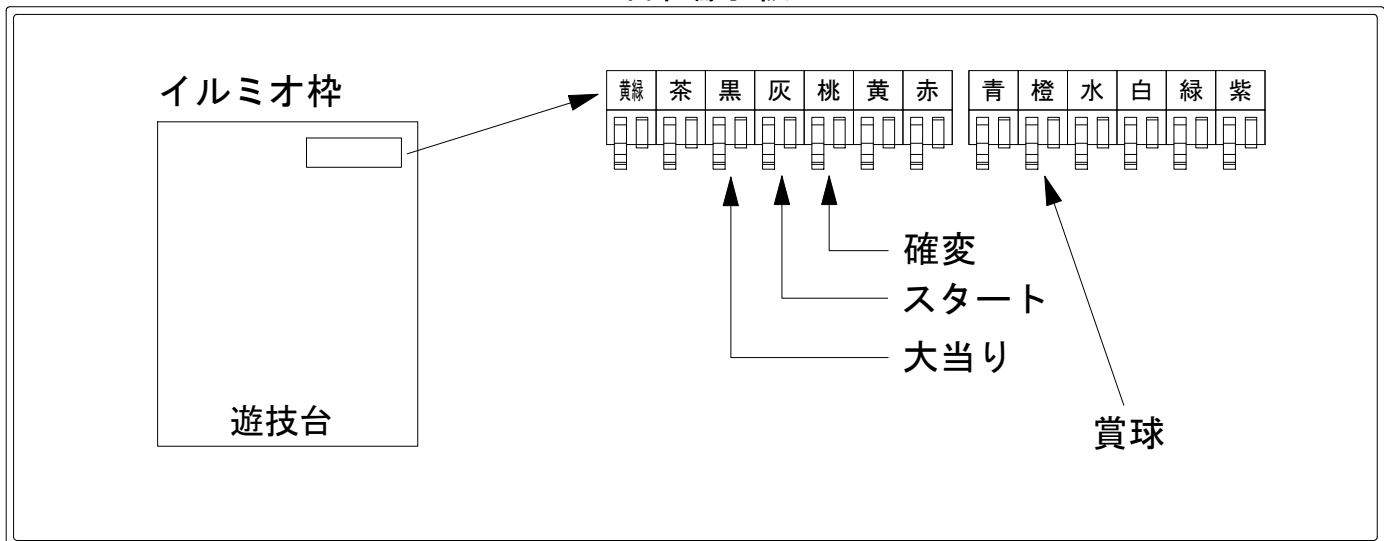 イルミオ枠
黄緑 茶 黒 灰 桃 黄 赤 青 橙 水 白 緑 紫
確変
スタート
大当り
遊技台
賞球